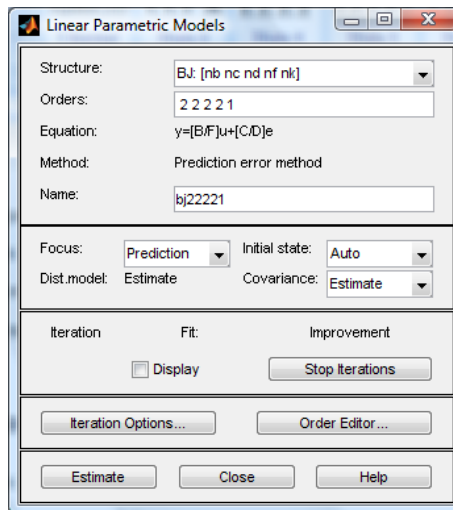 Linear Parametric Models
Structure: BJ: [nb nc nd nf nk]
Orders: 2 2 2 2 1
Equation: y=[B/F]u+[C/D]e
Method: Prediction error method
Name: bj22221
Focus: Prediction Initial state: Auto
Dist.model: Estimate Covariance: Estimate
Iteration Fit: Improvement
Display Stop Iterations
Iteration Options... Order Editor...
Estimate Close Help